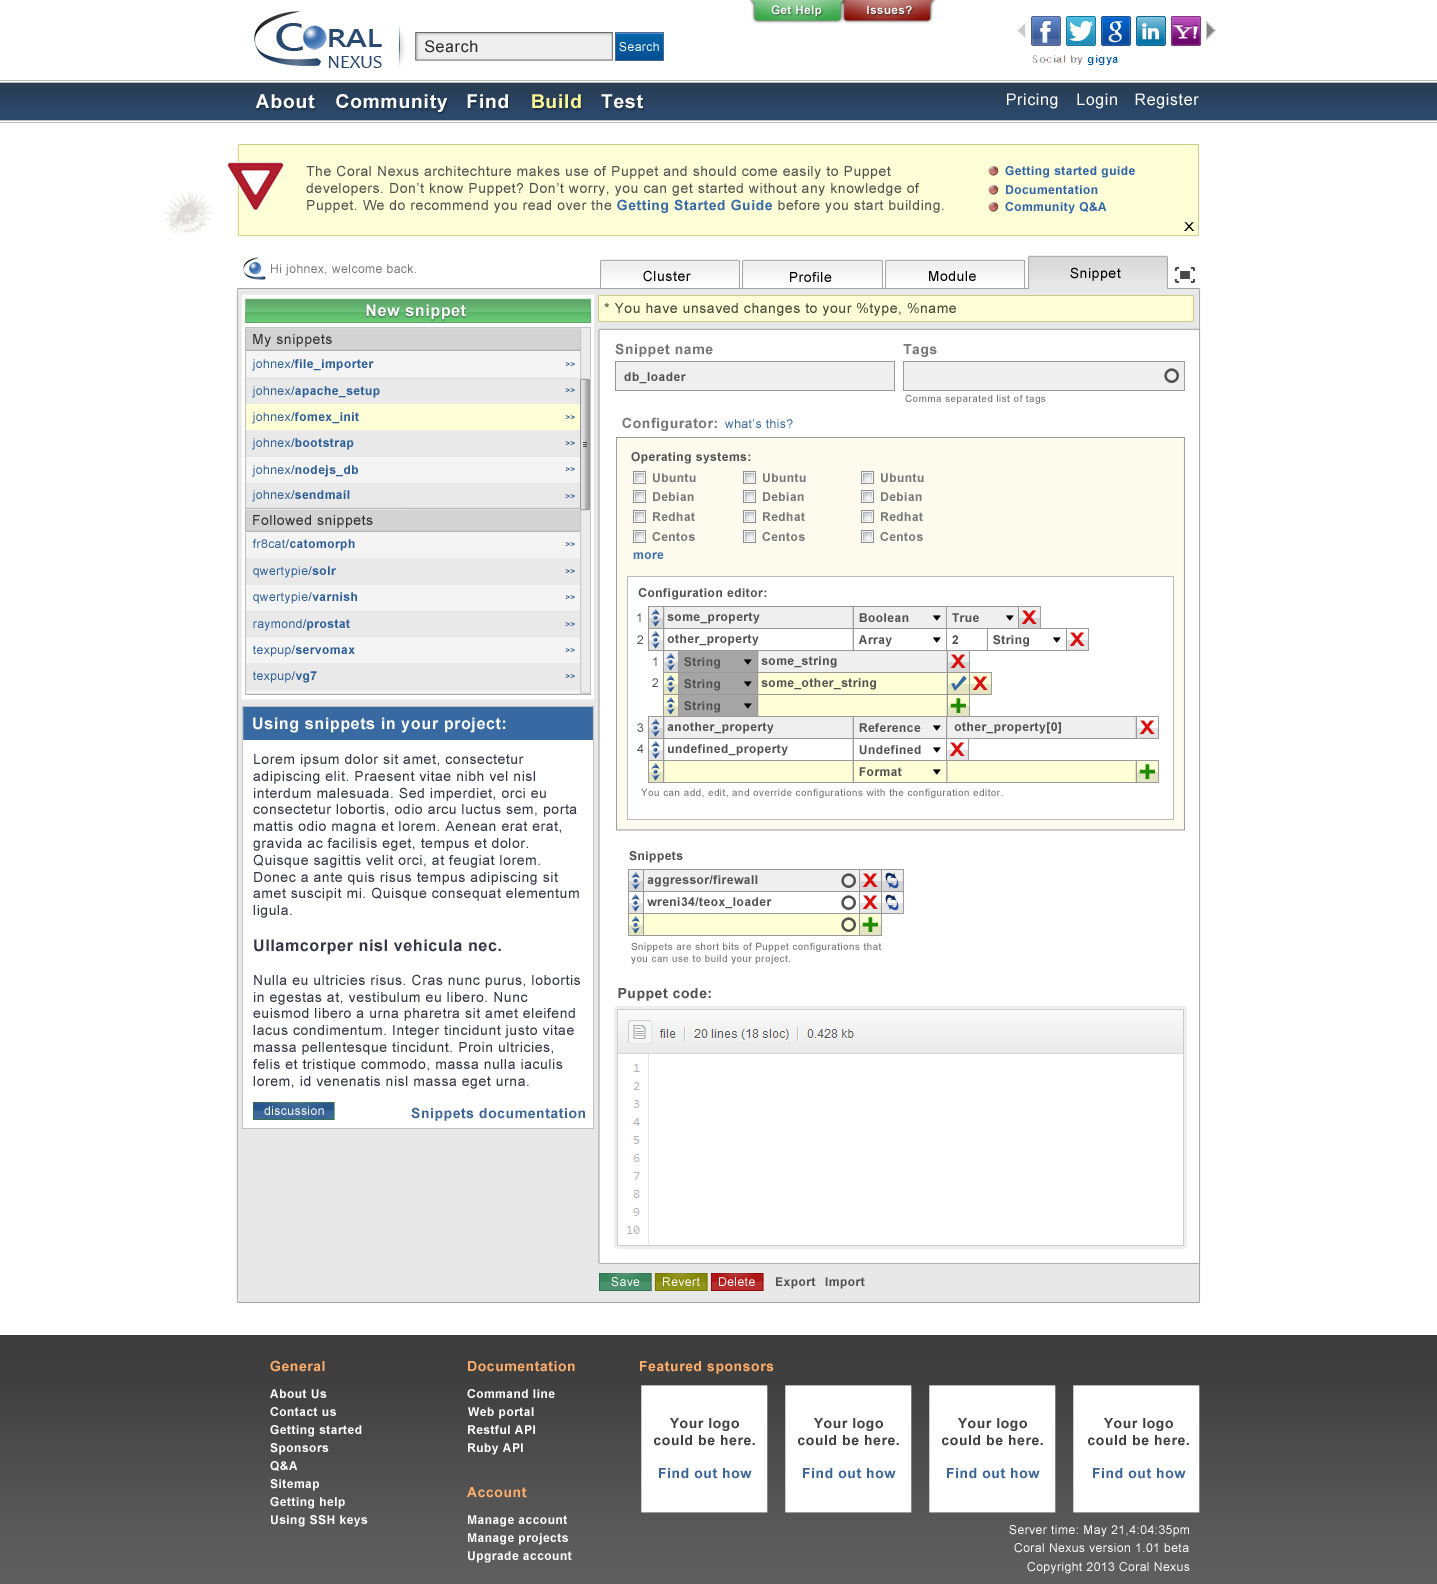 Get Help
Issues?
CORAL
NEXUS
Search
Search
Social by gigya
About Community Find Build Test
Pricing Login Register
The Coral Nexus architechture makes use of Puppet and should come easily to Puppet
developers. Don't know Puppet? Don't worry, you can get started without any knowledge of
Puppet. We do recommend you read over the Getting Started Guide before you start building.
Getting started guide
Documentation
Community Q&A
X
Hi johnex, welcome back.
Cluster
Profile
Module
Snippet
New snippet
My snippets
johnex/file_importer >>
johnex/apache_setup >>
johnex/fomex_init >>
johnex/bootstrap >>
johnex/nodejs_db >>
johnex/sendmail >>
Followed snippets
fr8cat/catomorph >>
qwertypie/solr >>
qwertypie/varnish >>
raymond/prostat >>
texpup/servomax >>
texpup/vg7 >>
Using snippets in your project:
Lorem ipsum dolor sit amet, consectetur
adipiscing elit. Praesent vitae nibh vel nisl
interdum malesuada. Sed imperdiet, orci eu
consectetur lobortis, odio arcu luctus sem, porta
mattis odio magna et lorem. Aenean erat erat,
gravida ac facilisis eget, tempus et dolor.
Quisque sagittis velit orci, at feugiat lorem.
Donec a ante quis risus tempus adipiscing sit
amet suscipit mi. Quisque consequat elementum
ligula.
Ullamcorper nisl vehicula nec.
Nulla eu ultricies risus. Cras nunc purus, lobortis
in egestas at, vestibulum eu libero. Nunc
euismod libero a urna pharetra sit amet eleifend
lacus condimentum. Integer tincidunt justo vitae
massa pellentesque tincidunt. Proin ultricies,
felis et tristique commodo, massa nulla iaculis
lorem, id venenatis nisl massa eget urna.
discussion
Snippets documentation
* You have unsaved changes to your %type, %name
Snippet name
Tags
db_loader
Comma separated list of tags
Configurator: what's this?
Operating systems:
Ubuntu Ubuntu Ubuntu
Debian Debian Debian
Redhat Redhat Redhat
Centos Centos Centos
more
Configuration editor:
1 some_property Boolean True X
2 other_property Array 2 String X
1 String some_string X
2 String some_other_string X
String
3 another_property Reference other_property[0] X
4 undefined_property Undefined X
Format
You can add, edit, and override configurations with the configuration editor.
Snippets
aggressor/firewall X
wreni34/teox_loader X
Snippets are short bits of Puppet configurations that
you can use to build your project.
Puppet code:
file 20 lines (18 sloc) 0.428 kb
1
2
3
4
5
6
7
8
9
10
Save Revert Delete Export Import
General
About Us
Contact us
Getting started
Sponsors
Q&A
Sitemap
Getting help
Using SSH keys
Documentation
Command line
Web portal
Restful API
Ruby API
Account
Manage account
Manage projects
Upgrade account
Featured sponsors
Your logo
could be here.
Find out how
Your logo
could be here.
Find out how
Your logo
could be here.
Find out how
Your logo
could be here.
Find out how
Server time: May 21,4:04:35pm
Coral Nexus version 1.01 beta
Copyright 2013 Coral Nexus